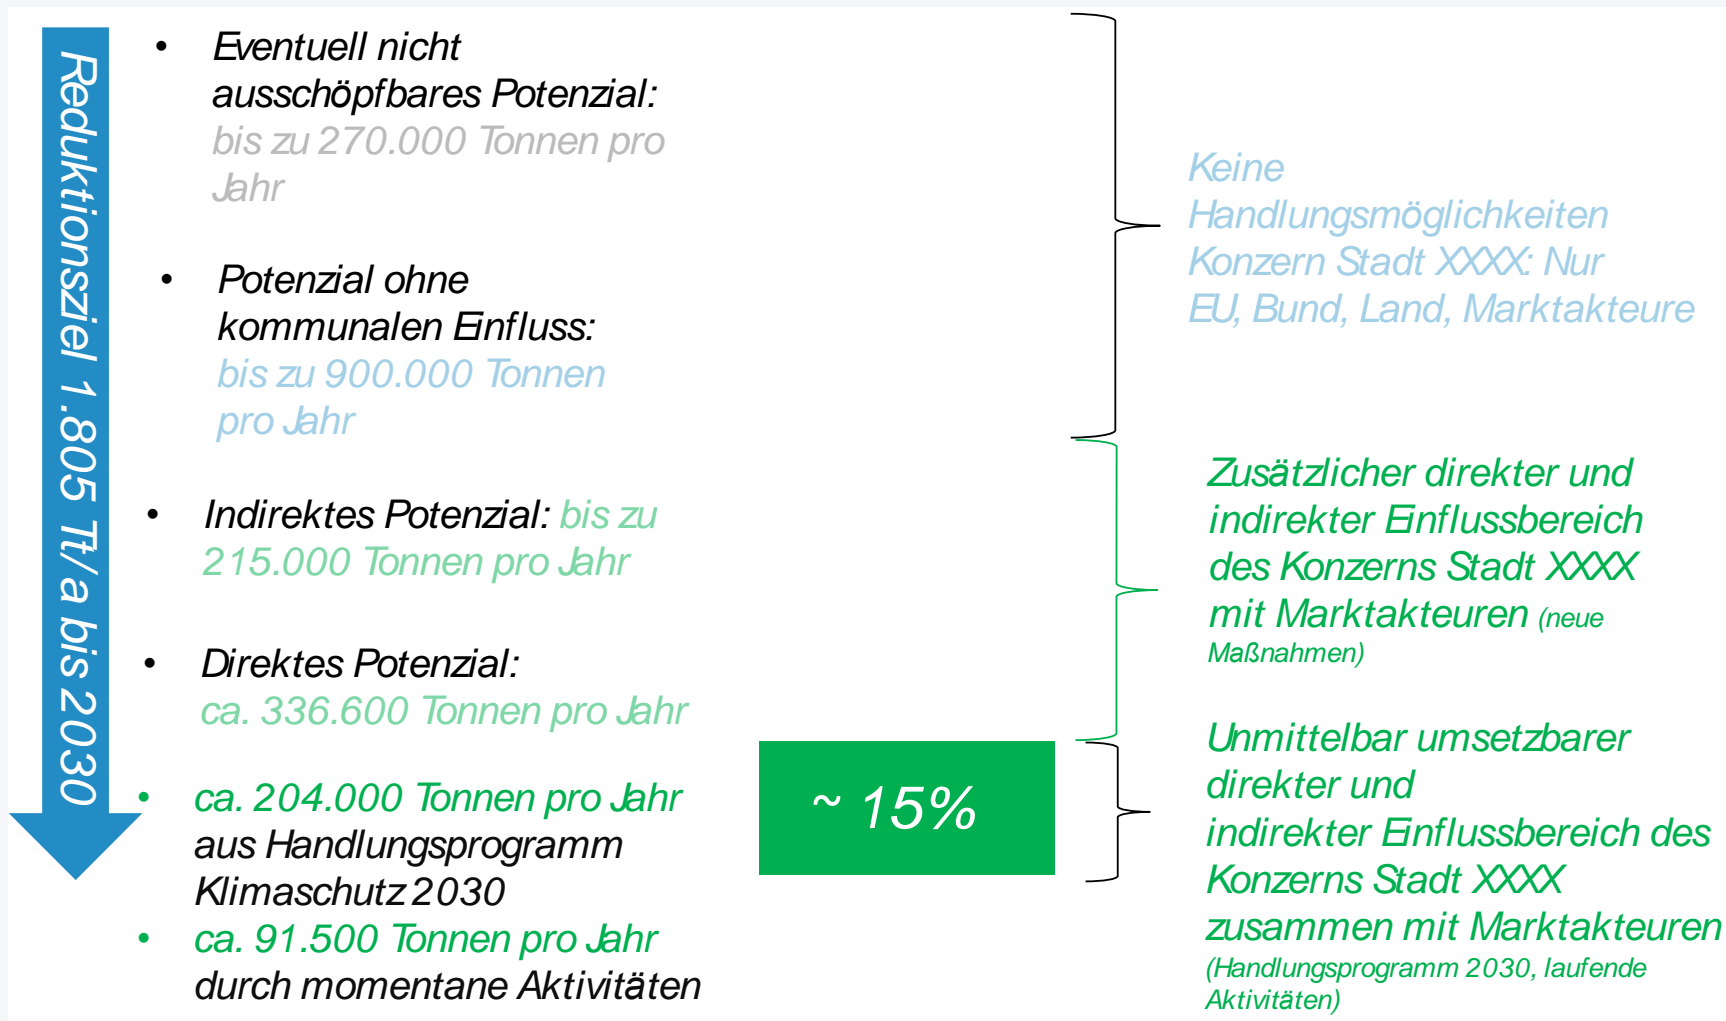 Reduktionsziel 1.805 Tt/a bis 2030
• Eventuell nicht
ausschöpfbares Potenzial:
bis zu 270.000 Tonnen pro
Jahr
• Potenzial ohne
kommunalen Einfluss:
bis zu 900.000 Tonnen
pro Jahr
• Indirektes Potenzial: bis zu
215.000 Tonnen pro Jahr
• Direktes Potenzial:
ca. 336.600 Tonnen pro Jahr
• ca. 204.000 Tonnen pro Jahr
aus Handlungsprogramm
Klimaschutz 2030
• ca. 91.500 Tonnen pro Jahr
durch momentane Aktivitäten
~ 15%
Keine
Handlungsmöglichkeiten
Konzern Stadt XXXX: Nur
EU, Bund, Land, Marktakteure
Zusätzlicher direkter und
indirekter Einflussbereich
des Konzerns Stadt XXXX
mit Marktakteuren (neue
Maßnahmen)
Unmittelbar umsetzbarer
direkter und
indirekter Einflussbereich des
Konzerns Stadt XXXX
zusammen mit Marktakteuren
(Handlungsprogramm 2030, laufende
Aktivitäten)